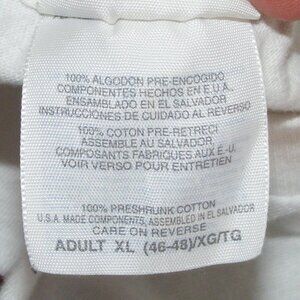 100% ALGODON PRE-ENCOGIDO
COMPONENTES HECHOS EN E.U.A.
ENSAMBLADO EN EL SALVADOR
INSTRUCCIONES DE CUIDADO AL REVERSO
100% COTON PRE-RETRECI
ASSEMBLE AU SALVADOR
COMPOSANTS FABRIQUES AUX E.-U
VOIR VERSO POUR ENTRETIEN
100% PRESHRUNK COTTON
U.S.A. MADE COMPONENTS, ASSEMBLED IN EL SALVADOR
CARE ON REVERSE
ADULT XL (46-48)/XG/TG